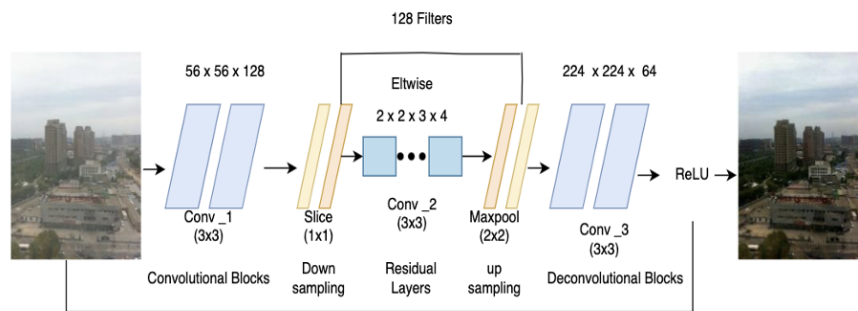 128 Filters
56 x 56 x 128
Eltwise
224 x 224 x 64
2 x 2 x 3 x 4
ReLU
Conv _1
(3x3)
Slice
(1x1)
Conv _2
(3x3)
Maxpool
(2x2)
Conv _3
(3x3)
Convolutional Blocks
Down
sampling
Residual
Layers
up
sampling
Deconvolutional Blocks